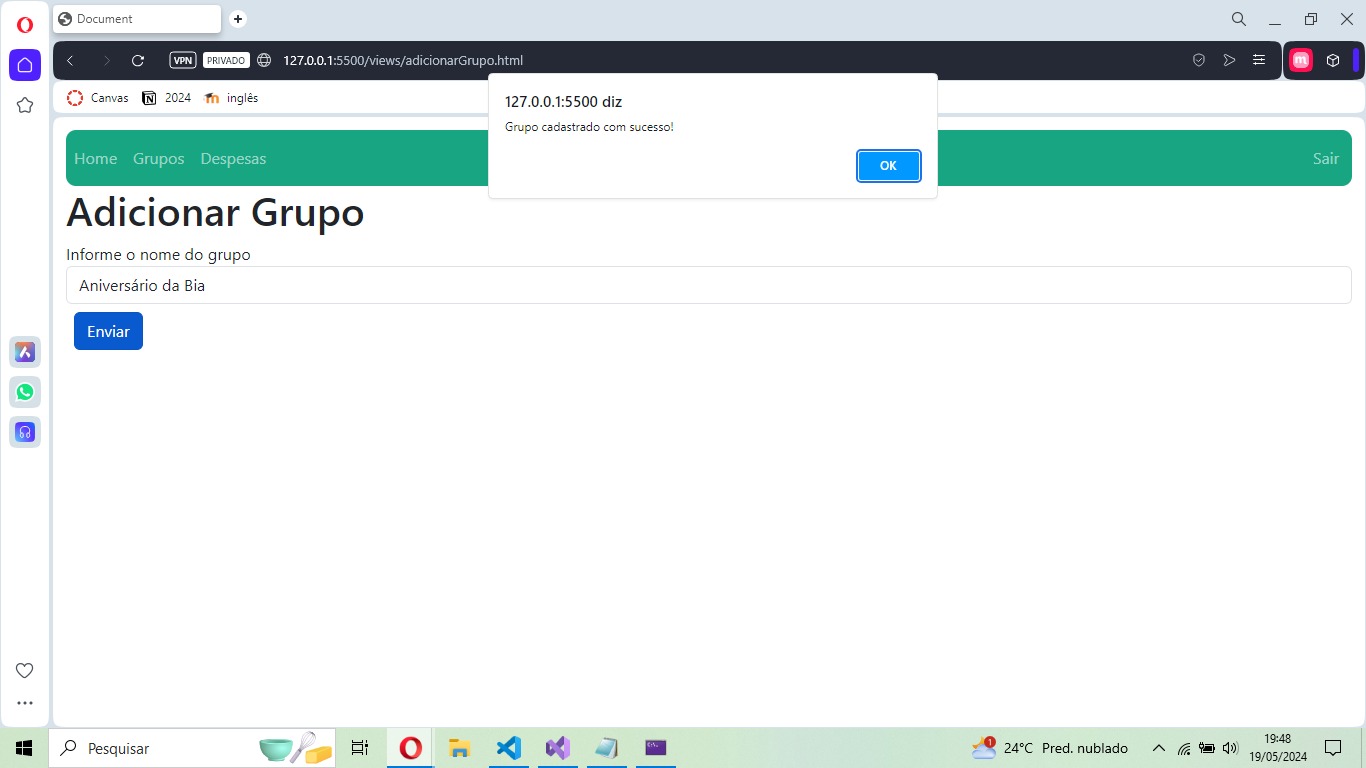 Document
VPN PRIVADO 127.0.0.1:5500/views/adicionarGrupo.html
Canvas 2024 inglês
127.0.0.1:5500 diz
Grupo cadastrado com sucesso!
OK
Home Grupos Despesas Sair
Adicionar Grupo
Informe o nome do grupo
Aniversário da Bia
Enviar
Pesquisar
1
24°C Pred. nublado
19:48
19/05/2024